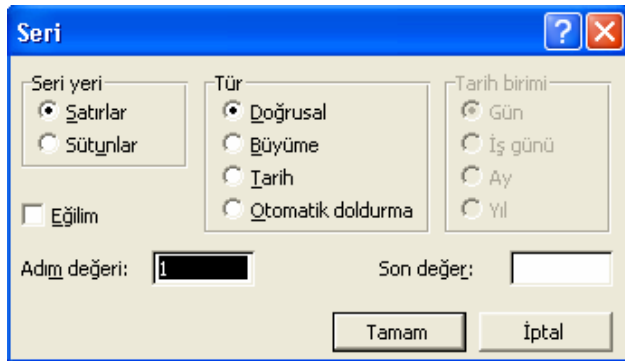 Seri
Seri yeri
Satırlar
Sütunlar
Tür
Doğrusal
Büyüme
Tarih
Otomatik doldurma
Tarih birimi
Gün
İş günü
Ay
Yıl
Eğilim
Adım değeri: 1
Son değer:
Tamam
İptal